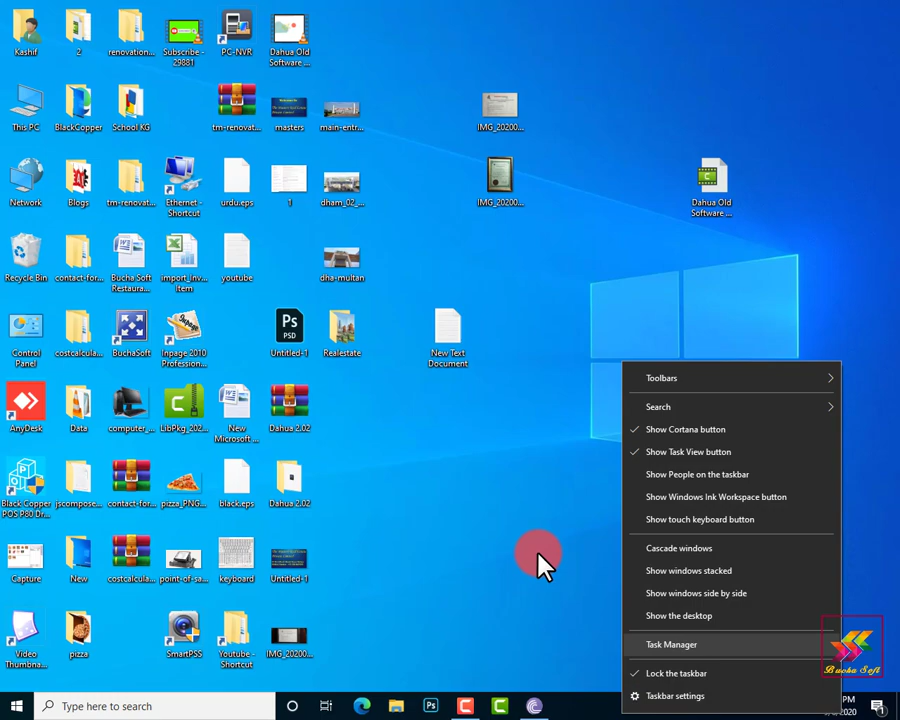 Kashif
2
renovation...
Subscribe -
29881
PC-NVR
Dahua Old
Software ...
This PC
BlackCopper
School KG
tm-renovat...
masters
main-entr...
IMG_20200...
Network
Blogs
tm-renovat...
Ethernet -
Shortcut
urdu.eps
1
dham_02_...
IMG_20200...
Dahua Old
Software ...
Recycle Bin
contact-for...
Bucha Soft
Restaura...
import_Inv...
Item
youtube
dha-multan
Control
Panel
costcalcula...
BuchaSoft
Inpage 2010
Profession...
Ps
PSD
Untitled-1
Realestate
New Text
Document
AnyDesk
Data
computer_...
LibPkg_202...
New
Microsoft ...
Dahua 2.02
Black Copper
POS P80 Dr...
jscompose...
contact-for...
pizza_PNG...
black.eps
Dahua 2.02
Capture
New
costcalcula...
point-of-sa...
keyboard
Untitled-1
Video
Thumbna...
pizza
SmartPSS
Youtube -
Shortcut
IMG_20200...
Toolbars
Search
Show Cortana button
Show Task View button
Show People on the taskbar
Show Windows Ink Workspace button
Show touch keyboard button
Cascade windows
Show windows stacked
Show windows side by side
Show the desktop
Task Manager
Lock the taskbar
Taskbar settings
Bucha Soft
Type here to search
Ps
PM
2020
1